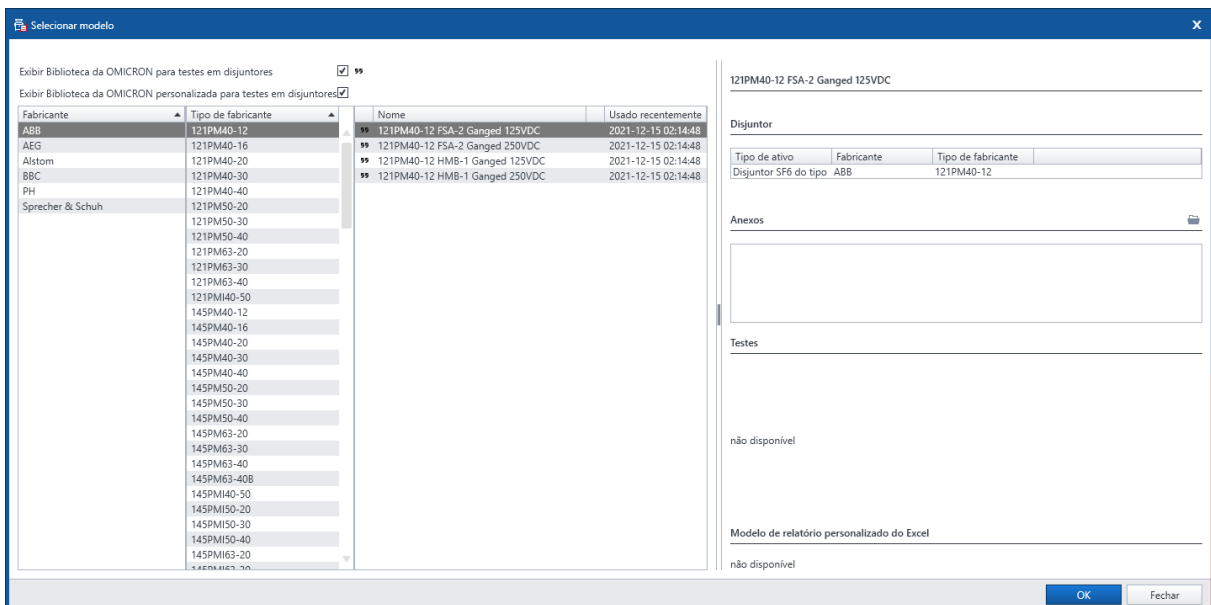 Selecionar modelo
x
Exibir Biblioteca da OMICRON para testes em disjuntores
Exibir Biblioteca da OMICRON personalizada para testes em disjuntores
Fabricante
ABB
AEG
Alstom
BBC
PH
Sprecher & Schuh
Tipo de fabricante
121PM40-12
121PM40-16
121PM40-20
121PM40-30
121PM40-40
121PM50-20
121PM50-30
121PM50-40
121PM63-20
121PM63-30
121PM63-40
121PMI40-50
145PM40-12
145PM40-16
145PM40-20
145PM40-30
145PM40-40
145PM50-20
145PM50-30
145PM50-40
145PM63-20
145PM63-30
145PM63-40
145PM63-40B
145PMI40-50
145PMI50-20
145PMI50-30
145PMI50-40
145PMI63-20
Nome Usado recentemente
121PM40-12 FSA-2 Ganged 125VDC 2021-12-15 02:14:48
121PM40-12 FSA-2 Ganged 250VDC 2021-12-15 02:14:48
121PM40-12 HMB-1 Ganged 125VDC 2021-12-15 02:14:48
121PM40-12 HMB-1 Ganged 250VDC 2021-12-15 02:14:48
121PM40-12 FSA-2 Ganged 125VDC
Disjuntor
Tipo de ativo Fabricante Tipo de fabricante
Disjuntor SF6 do tipo ABB 121PM40-12
Anexos
Testes
não disponível
Modelo de relatório personalizado do Excel
não disponível
OK Fechar